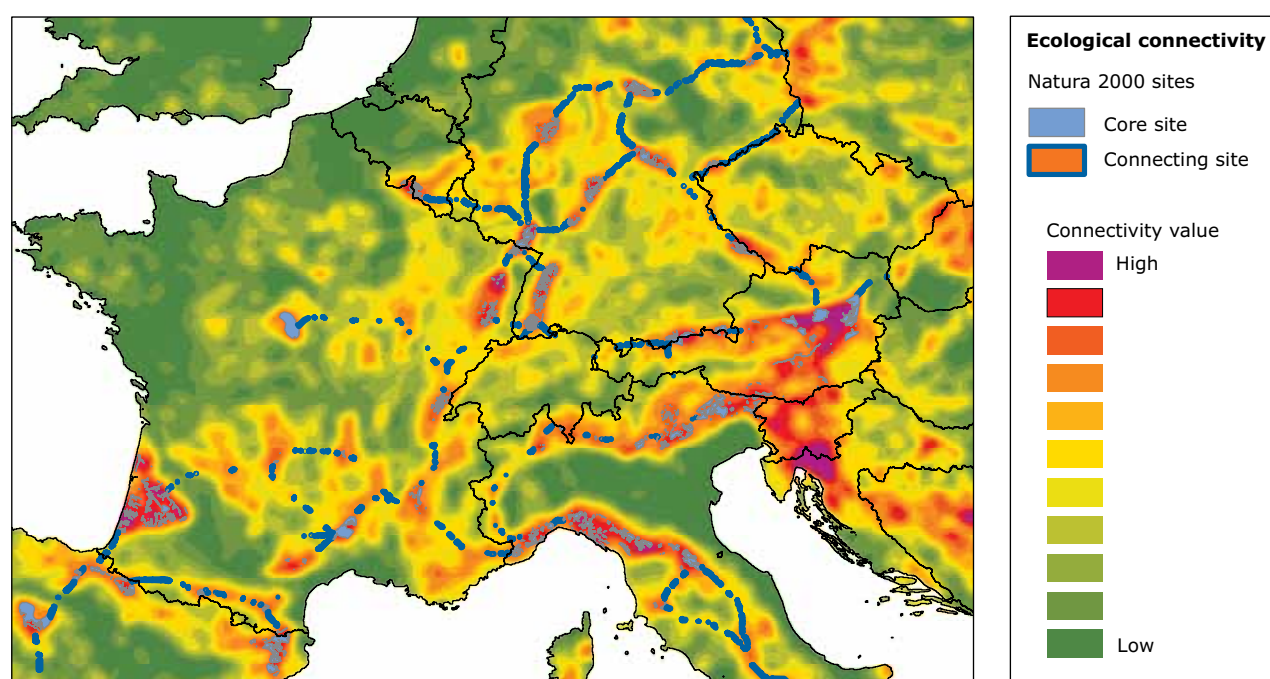 Ecological connectivity
Natura 2000 sites
Core site
Connecting site
Connectivity value
High
Low